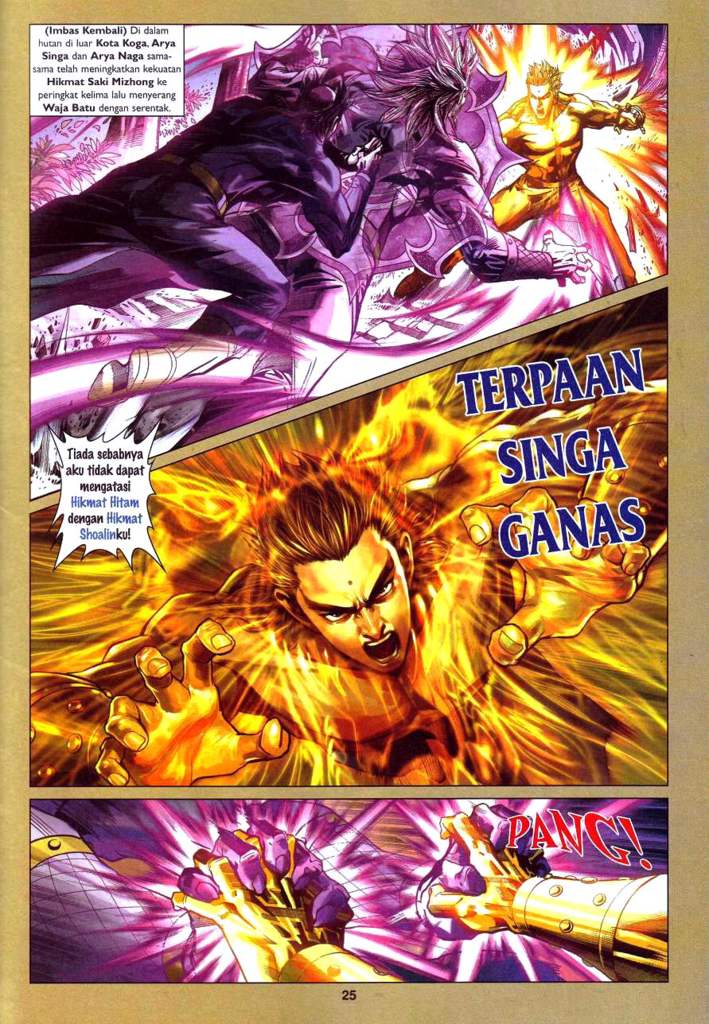 (Imbas Kembali) Di dalam
hutan di luar Kota Koga, Arya
Singa dan Arya Naga sama-
sama telah meningkatkan kekuatan
Hikmat Saki Mizhong ke
peringkat kelima lalu menyerang
Waja Batu dengan serentak.
TERPAAN
SINGA
GANAS
Tiada sebabnya
aku tidak dapat
mengatasi
Hikmat Hitam
dengan Hikmat
Shoalinku!
PANG!
25